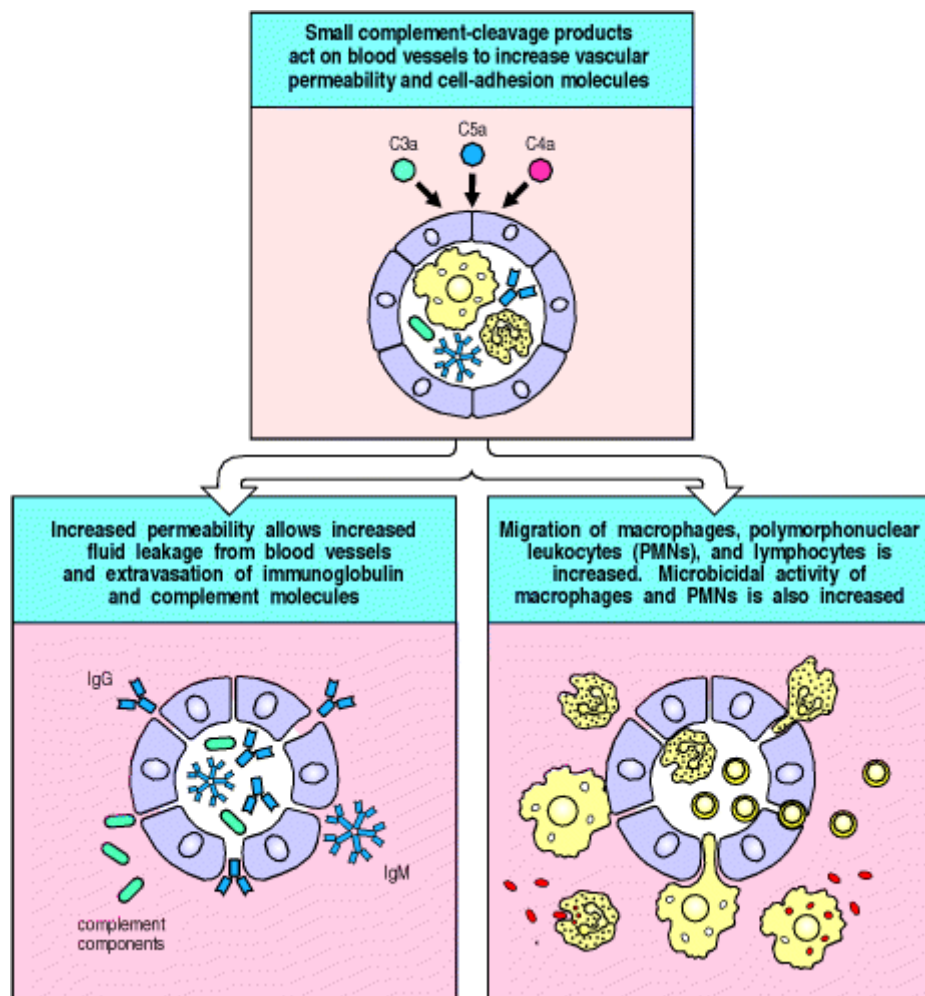 Small complement-cleavage products
act on blood vessels to increase vascular
permeability and cell-adhesion molecules
C3a
C5a
C4a
Increased permeability allows increased
fluid leakage from blood vessels
and extravasation of immunoglobulin
and complement molecules
IgG
IgM
complement
components
Migration of macrophages, polymorphonuclear
leukocytes (PMNs), and lymphocytes is
increased. Microbicidal activity of
macrophages and PMNs is also increased